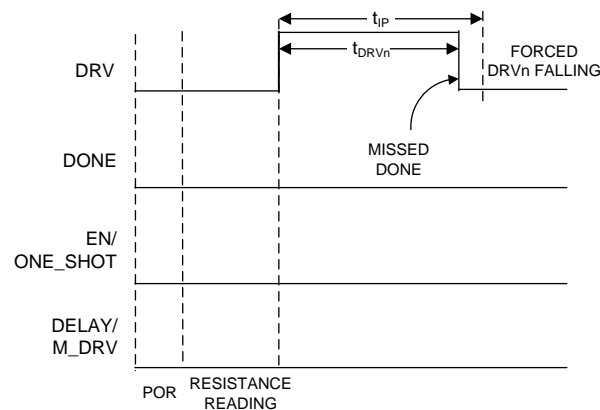 tIP
tDRVn
FORCED
DRVn FALLING
DRV
MISSED
DONE
DONE
EN/
ONE_SHOT
DELAY/
M_DRV
POR
RESISTANCE
READING